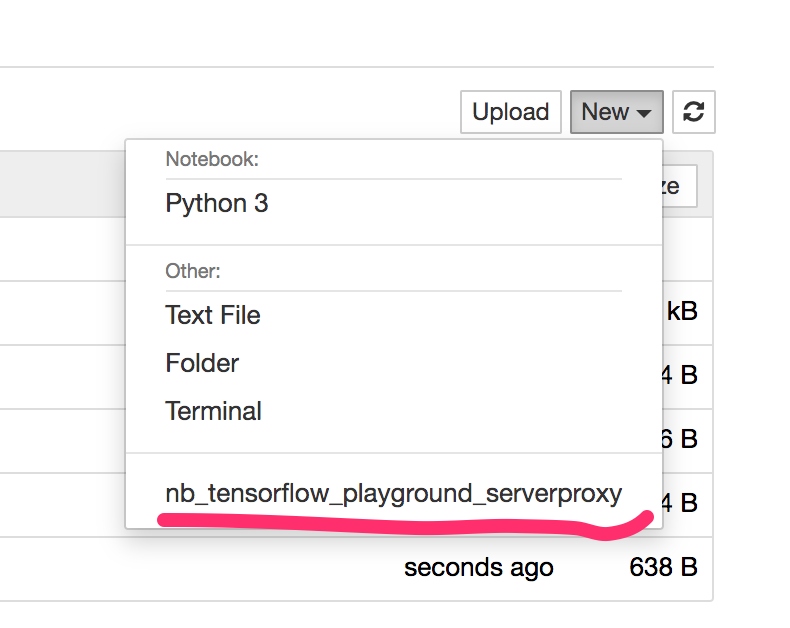 Upload New
Notebook:
ze
Python 3
Other:
Text File
kB
Folder
4 B
Terminal
6 B
nb_tensorflow_playground_serverproxy
4 B
seconds ago 638 B